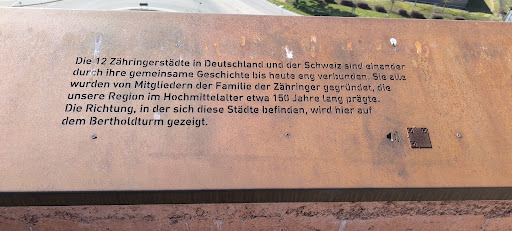 Die 12 Zähringerstädte in Deutschland und der Schweiz sind einander
durch ihre gemeinsame Geschichte bis heute eng verbunden. Sie alle
wurden von Mitgliedern der Familie der Zähringer gegründet, die
unsere Region im Hochmittelalter etwa 150 Jahre lang prägte.
Die Richtung, in der sich diese Städte befinden, wird hier auf
dem Bertholdturm gezeigt.